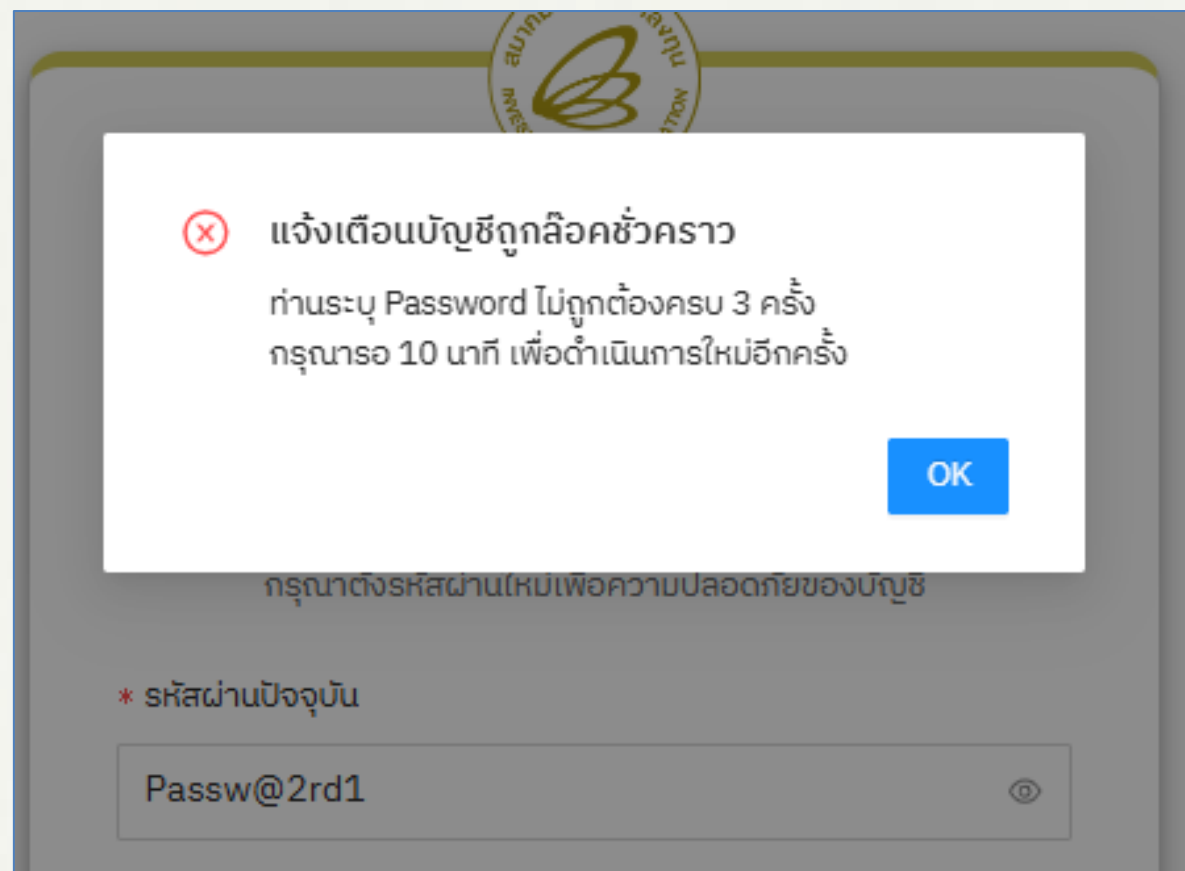 แจ้งเตือนบัญชีถูกล๊อคชั่วคราว
ท่านระบุ Password ไม่ถูกต้องครบ 3 ครั้ง
กรุณารอ 10 นาที เพื่อดำเนินการใหม่อีกครั้ง
OK
กรุณาตั้งรหัสผ่านใหม่เพื่อความปลอดภัยของบัญชี
* รหัสผ่านปัจจุบัน
Passw@2rd1